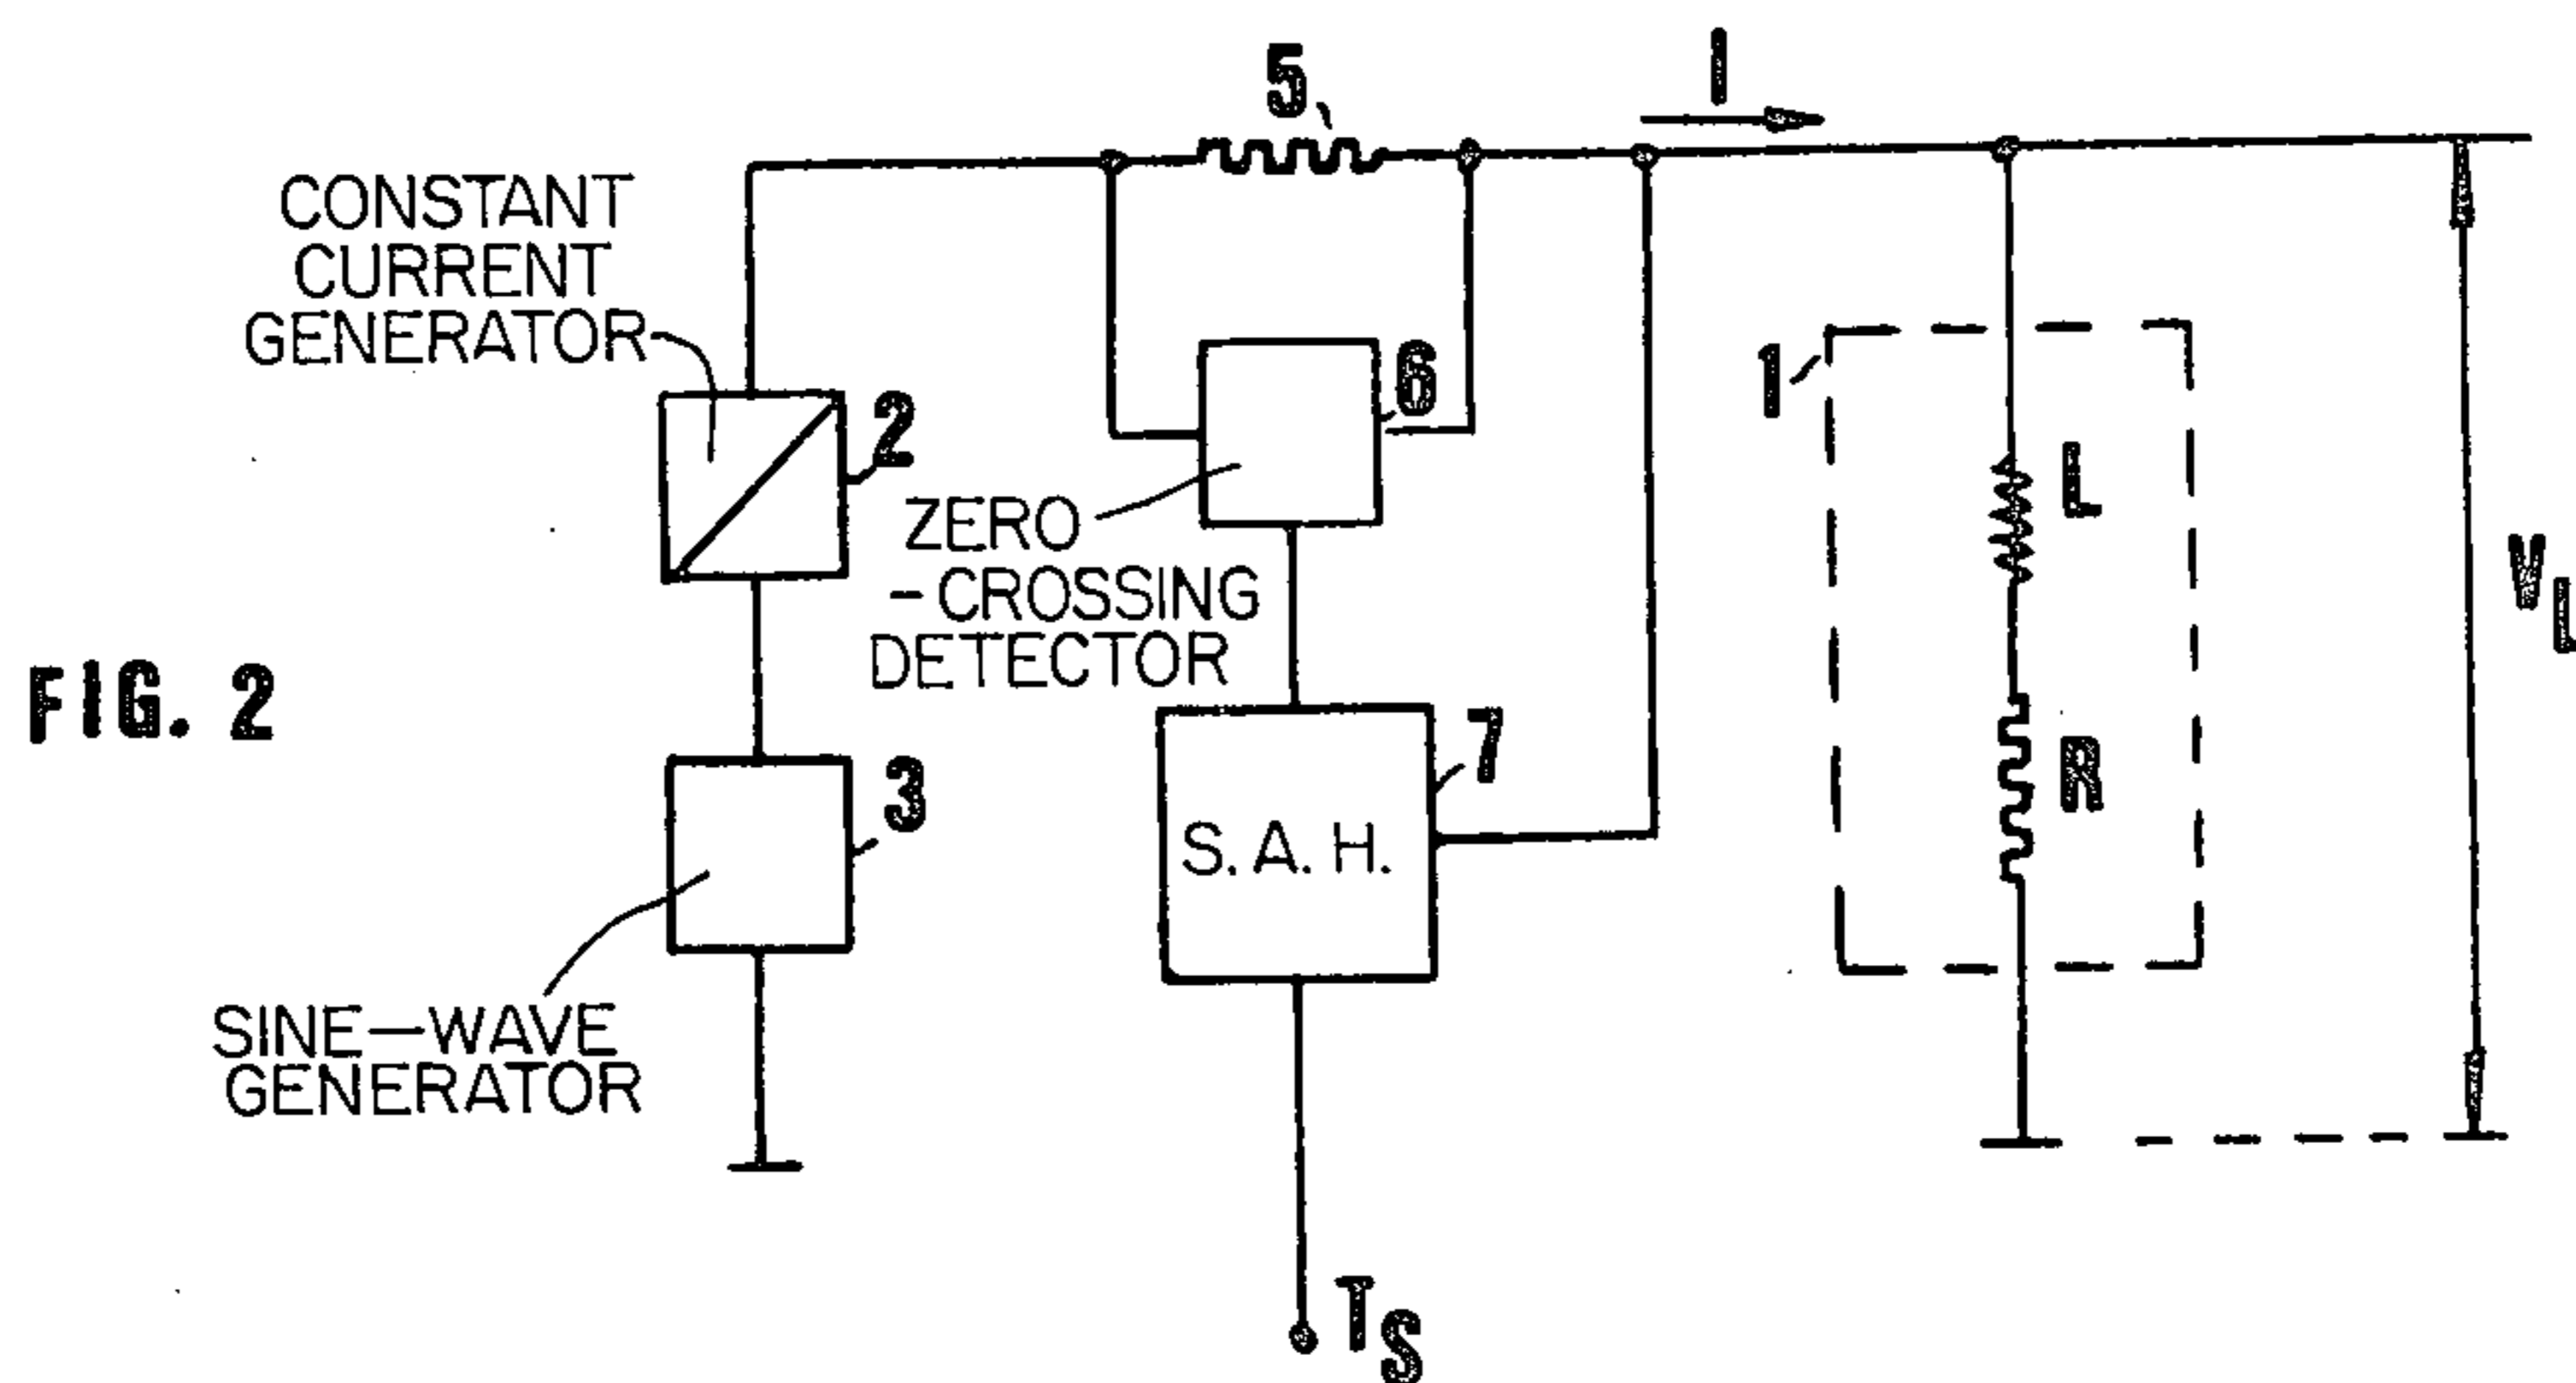 5
I
CONSTANT
CURRENT
GENERATOR
2
6
1
L
ZERO
-CROSSING
DETECTOR
V_L
FIG. 2
3
7
R
S. A. H.
SINE-WAVE
GENERATOR
T_S